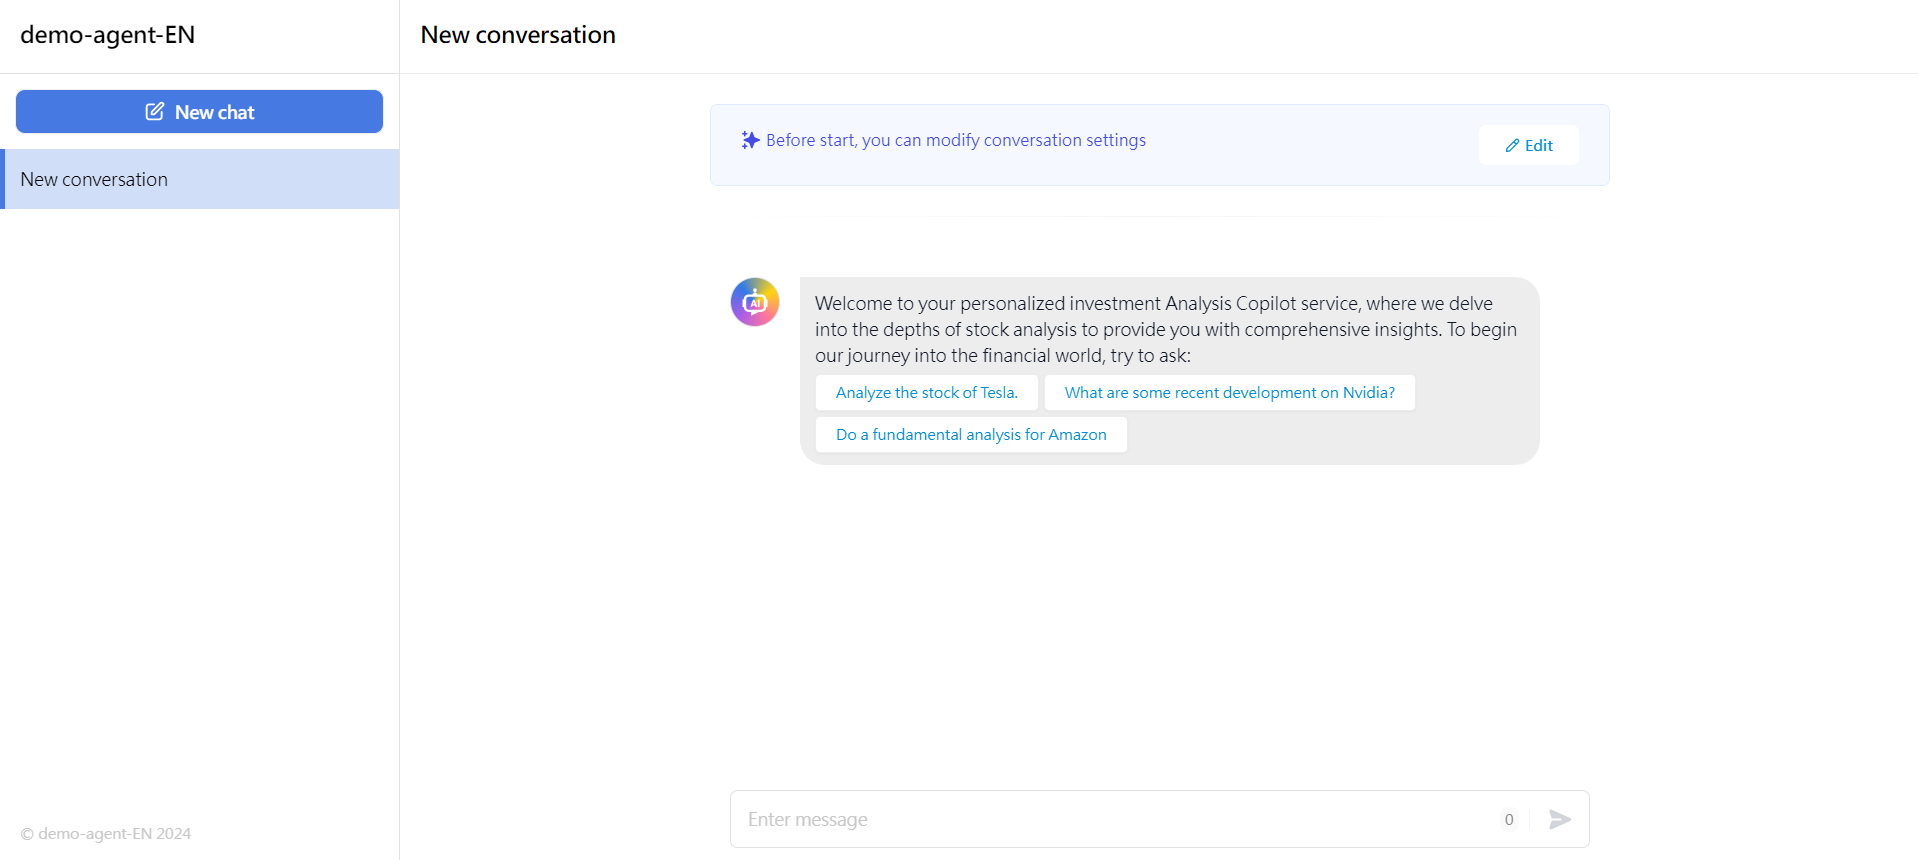 demo-agent-EN
New conversation
New chat
New conversation
Before start, you can modify conversation settings
Edit
AI
Welcome to your personalized investment Analysis Copilot service, where we delve
into the depths of stock analysis to provide you with comprehensive insights. To begin
our journey into the financial world, try to ask:
Analyze the stock of Tesla.
What are some recent development on Nvidia?
Do a fundamental analysis for Amazon
Enter message
0
© demo-agent-EN 2024